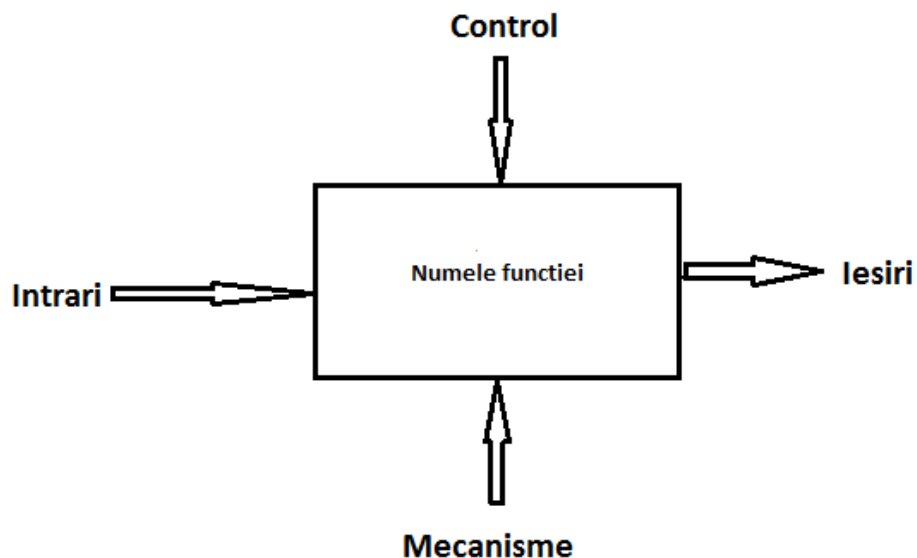 Control
Numele functiei
Intrari
Iesiri
Mecanisme